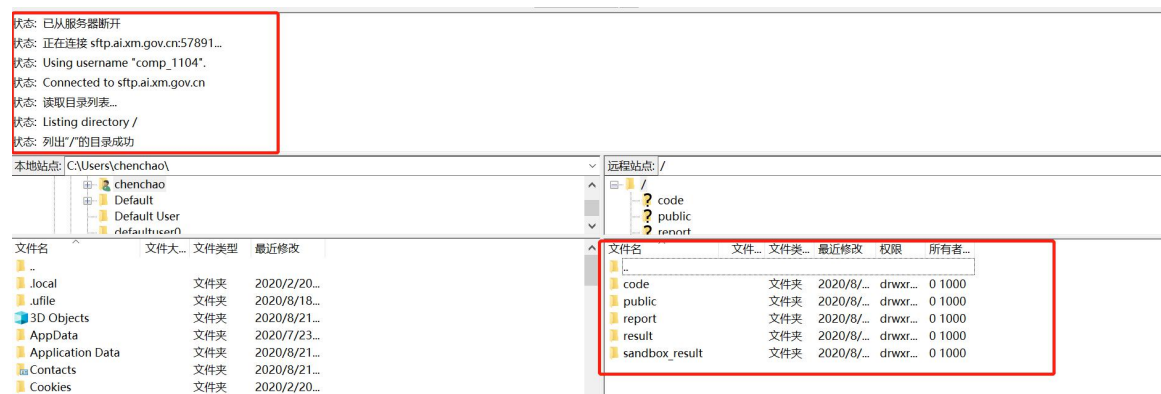 状态: 已从服务器断开
状态: 正在连接 sftp.ai.xm.gov.cn:57891...
状态: Using username "comp_1104".
状态: Connected to sftp.ai.xm.gov.cn
状态: 读取目录列表...
状态: Listing directory /
状态: 列出"/"的目录成功
本地站点: C:\Users\chenchao\
chenchao
Default
Default User
defaultuser0
远程站点: /
/
code
public
report
文件名 文件大... 文件类型 最近修改
..
.local 文件夹 2020/2/20...
.ufile 文件夹 2020/8/18...
3D Objects 文件夹 2020/8/21...
AppData 文件夹 2020/7/23...
Application Data 文件夹 2020/8/21...
Contacts 文件夹 2020/8/21...
Cookies 文件夹 2020/2/20...
文件名 文件... 文件类... 最近修改 权限 所有者...
..
code 文件夹 2020/8/... drwxr... 0 1000
public 文件夹 2020/8/... drwxr... 0 1000
report 文件夹 2020/8/... drwxr... 0 1000
result 文件夹 2020/8/... drwxr... 0 1000
sandbox_result 文件夹 2020/8/... drwxr... 0 1000